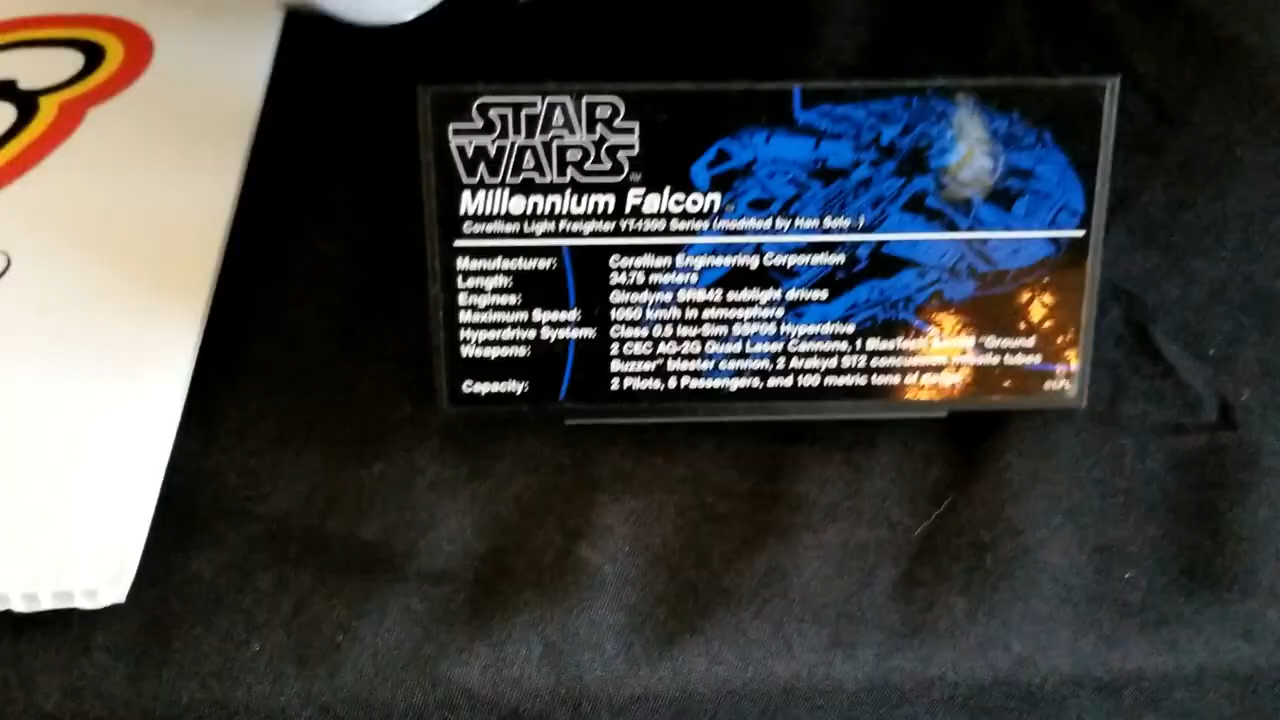 STAR
WARS
Millennium Falcon
Corellian Light Freighter YT-1300 Series (modified by Han Solo )
Manufacturer: Corellian Engineering Corporation
Length: 34.75 meters
Engines: Girodyne SRB42 sublight drives
Maximum Speed: 1050 km/h in atmosphere
Hyperdrive System: Class 0.5 Isu-Sim SSP05 Hyperdrive
Weapons: 2 CEC AG-2G Quad Laser Cannons, 1 BlasTech "Ground
Buzzer" blaster cannon, 2 Arakyd ST2 concussion missile tubes
Capacity: 2 Pilots, 6 Passengers, and 100 metric tons of